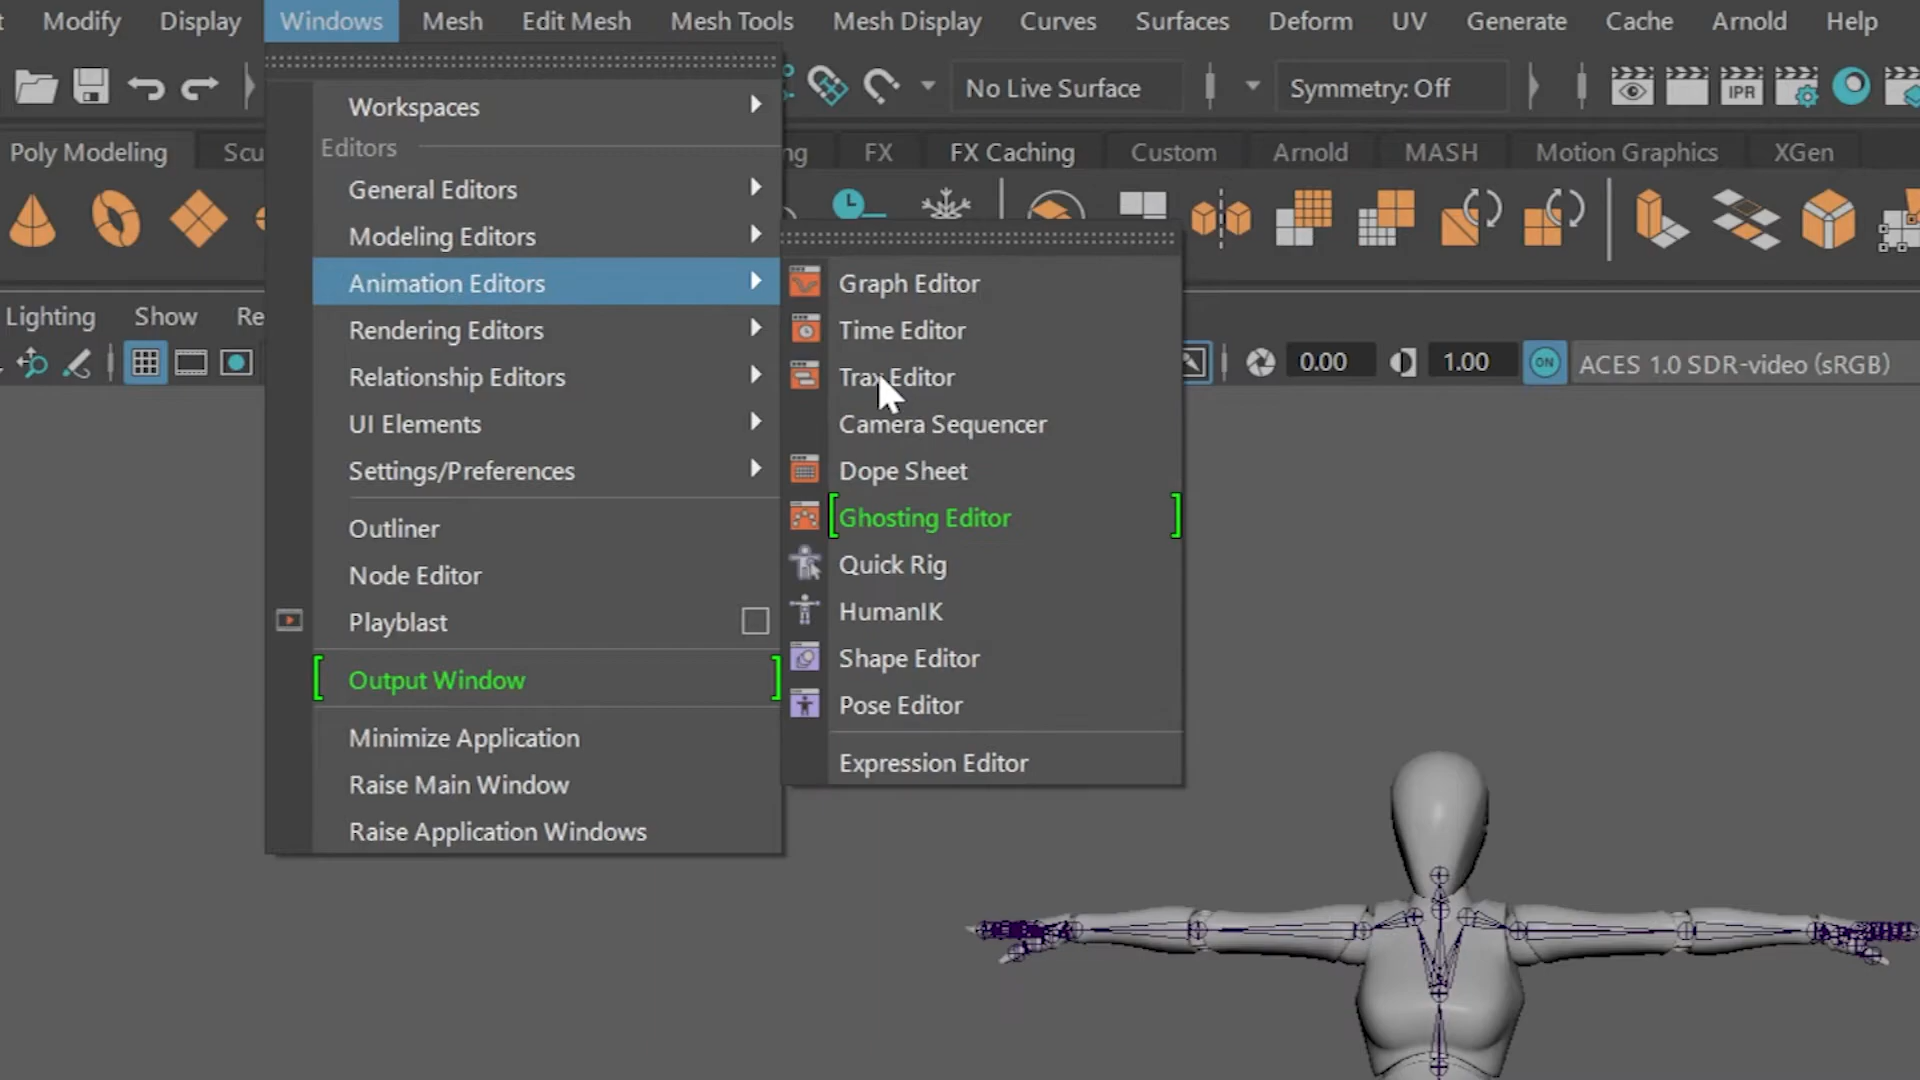 Modify Display Windows Mesh Edit Mesh Mesh Tools Mesh Display Curves Surfaces Deform UV Generate Cache Arnold Help
No Live Surface Symmetry: Off IPR
Poly Modeling Scu ng FX FX Caching Custom Arnold MASH Motion Graphics XGen
Workspaces
Editors
General Editors
Modeling Editors
Animation Editors
Rendering Editors
Relationship Editors
UI Elements
Settings/Preferences
Outliner
Node Editor
Playblast
Output Window
Minimize Application
Raise Main Window
Raise Application Windows
Graph Editor
Time Editor
Trax Editor
Camera Sequencer
Dope Sheet
Ghosting Editor
Quick Rig
HumanIK
Shape Editor
Pose Editor
Expression Editor
Lighting Show Re
0.00 1.00 ON ACES 1.0 SDR-video (sRGB)